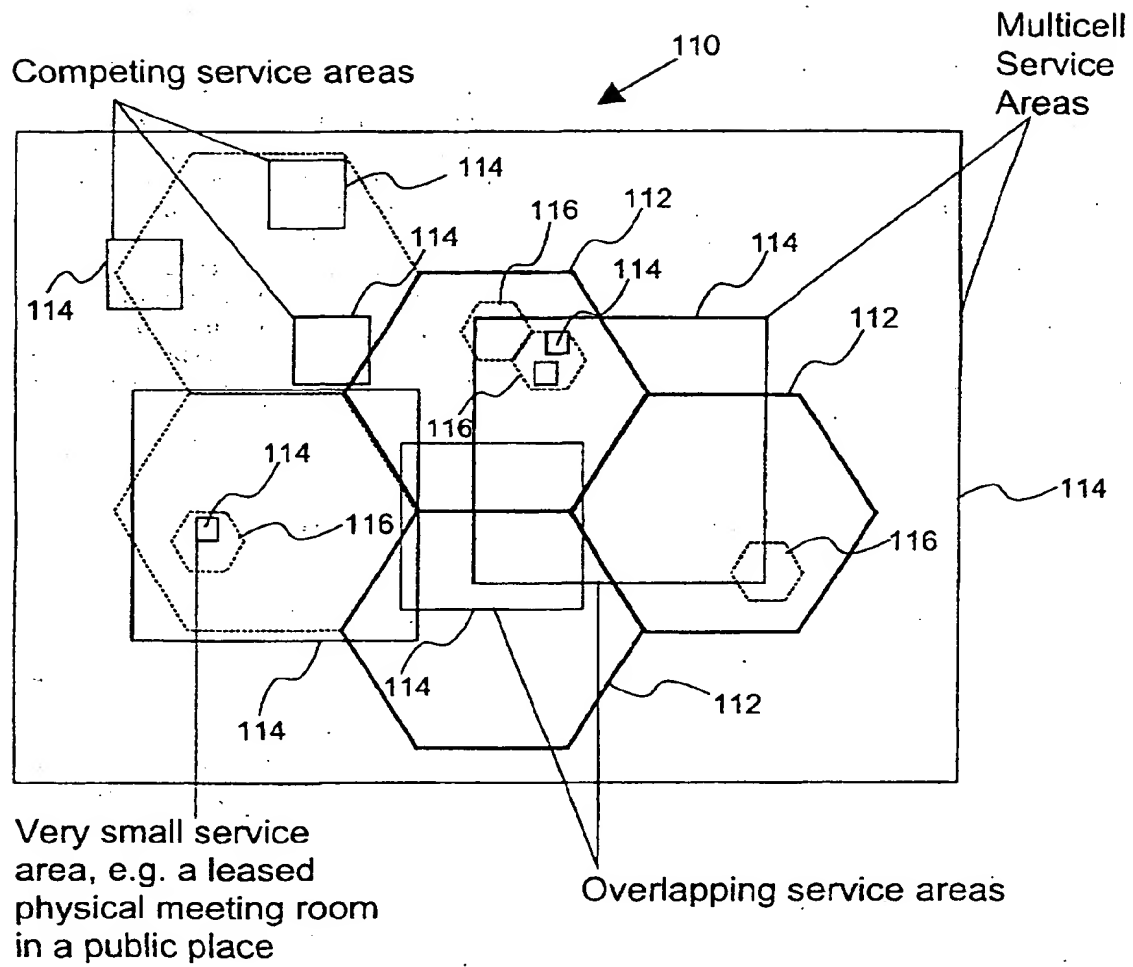 Multicell
Service
Areas
110
Competing service areas
114
116
112
114
114
114
114
112
116
114
116
114
116
114
114
112
Very small service
area, e.g. a leased
physical meeting room
in a public place
Overlapping service areas